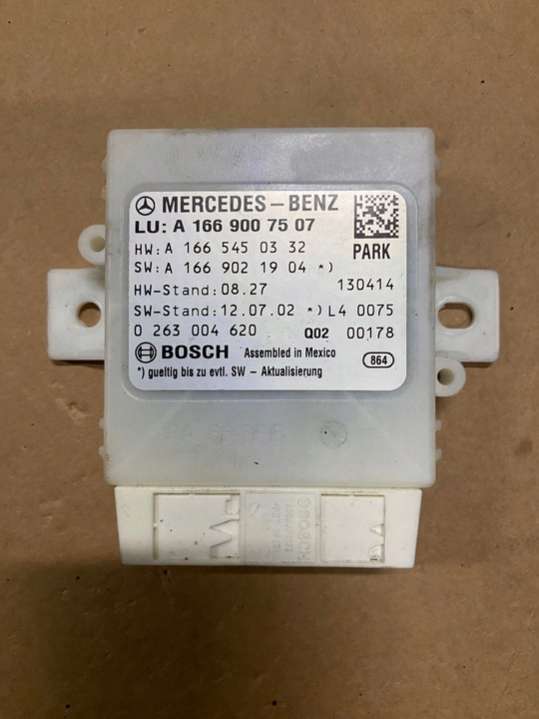 MERCEDES-BENZ
LU: A 166 900 75 07
HW: A 166 545 03 32
PARK
SW: A 166 902 19 04 *)
HW-Stand: 08.27 130414
SW-Stand: 12.07.02 *) L4 0075
0 263 004 620 Q02 00178
BOSCH Assembled in Mexico 864
*) gueltig bis zu evtl. SW - Aktualisierung